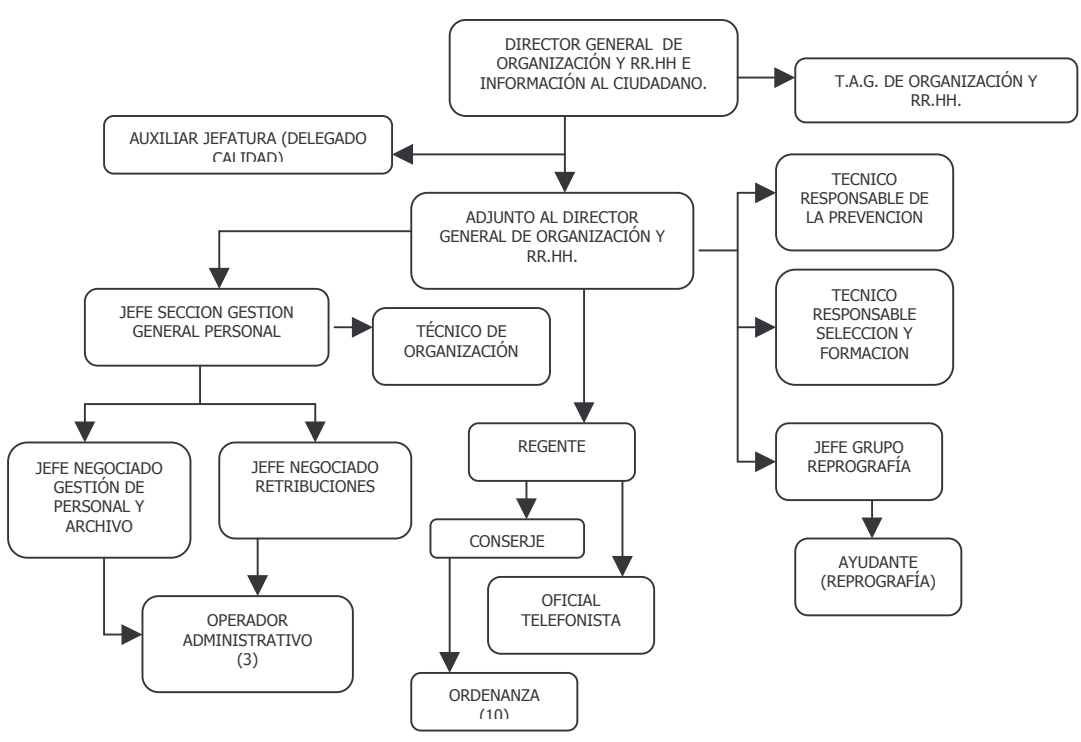 DIRECTOR GENERAL DE
ORGANIZACIÓN Y RR.HH E
INFORMACIÓN AL CIUDADANO.
T.A.G. DE ORGANIZACIÓN Y
RR.HH.
AUXILIAR JEFATURA (DELEGADO
CALIDAD)
TECNICO
RESPONSABLE DE
LA PREVENCION
ADJUNTO AL DIRECTOR
GENERAL DE ORGANIZACIÓN Y
RR.HH.
TECNICO
RESPONSABLE
SELECCION Y
FORMACION
JEFE SECCION GESTION
GENERAL PERSONAL
TÉCNICO DE
ORGANIZACIÓN
REGENTE
JEFE GRUPO
REPROGRAFÍA
JEFE NEGOCIADO
GESTIÓN DE
PERSONAL Y
ARCHIVO
JEFE NEGOCIADO
RETRIBUCIONES
CONSERJE
AYUDANTE
(REPROGRAFÍA)
OFICIAL
TELEFONISTA
OPERADOR
ADMINISTRATIVO
(3)
ORDENANZA
(10)